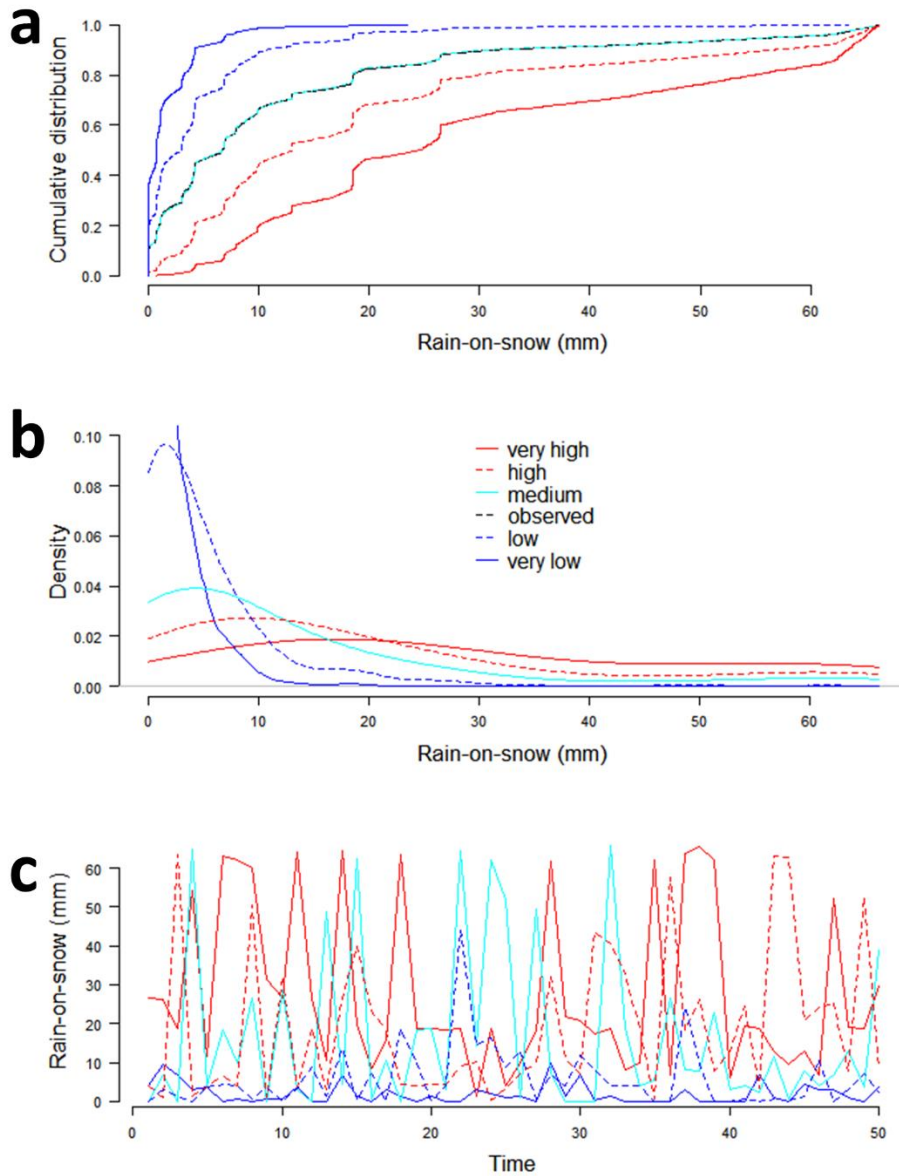 a
Cumulative distribution
1.0
0.8
0.6
0.4
0.2
0.0
0 10 20 30 40 50 60
Rain-on-snow (mm)
b
Density
0.10
0.08
0.06
0.04
0.02
0.00
very high
high
medium
observed
low
very low
0 10 20 30 40 50 60
Rain-on-snow (mm)
c
Rain-on-snow (mm)
60
50
40
30
20
10
0
0 10 20 30 40 50
Time